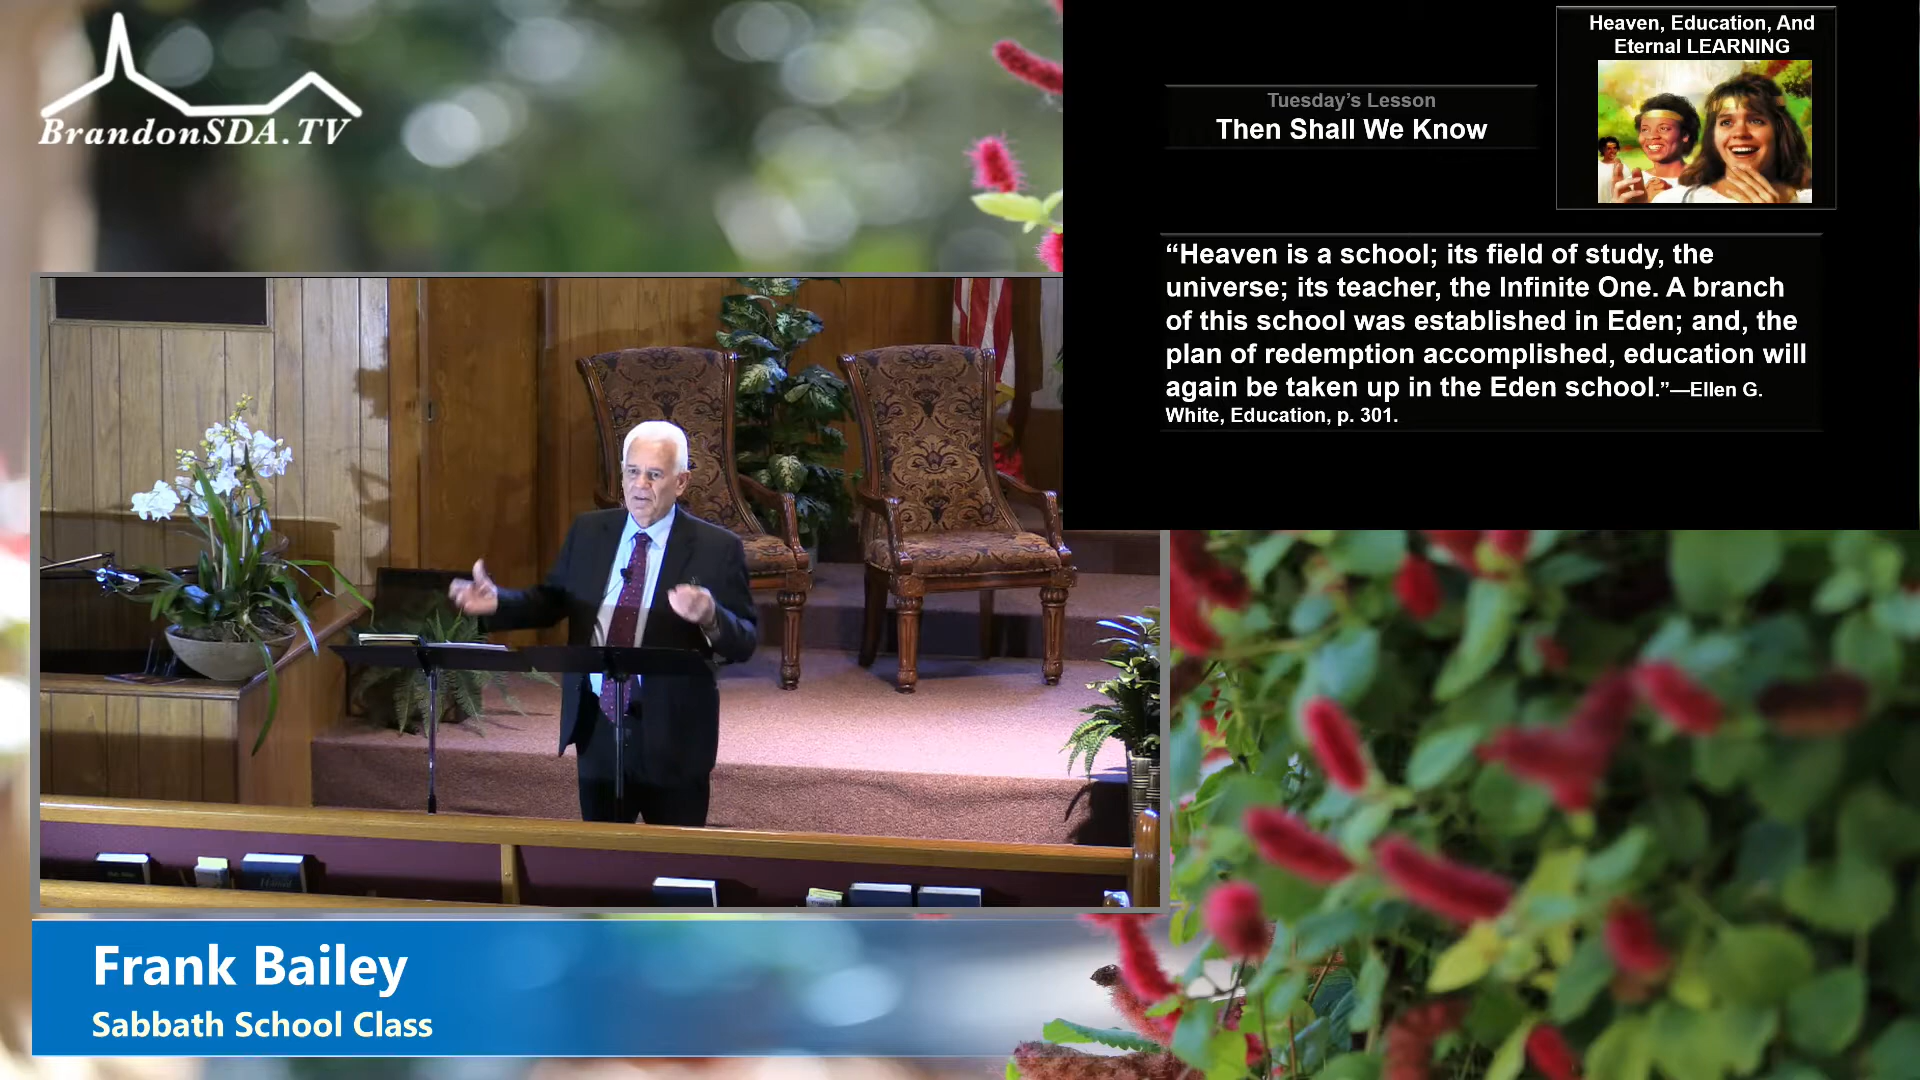 BrandonSDA.TV
Heaven, Education, And
Eternal LEARNING
Tuesday’s Lesson
Then Shall We Know
“Heaven is a school; its field of study, the
universe; its teacher, the Infinite One. A branch
of this school was established in Eden; and, the
plan of redemption accomplished, education will
again be taken up in the Eden school.”—Ellen G.
White, Education, p. 301.
Frank Bailey
Sabbath School Class